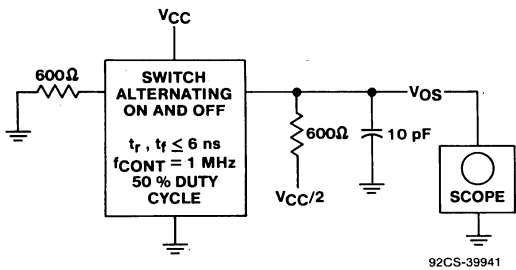 VCC
600Ω
SWITCH
ALTERNATING
ON AND OFF
tr , tf ≤ 6 ns
fCONT = 1 MHz
50 % DUTY
CYCLE
VOS
600Ω
10 pF
VCC/2
SCOPE
92CS-39941